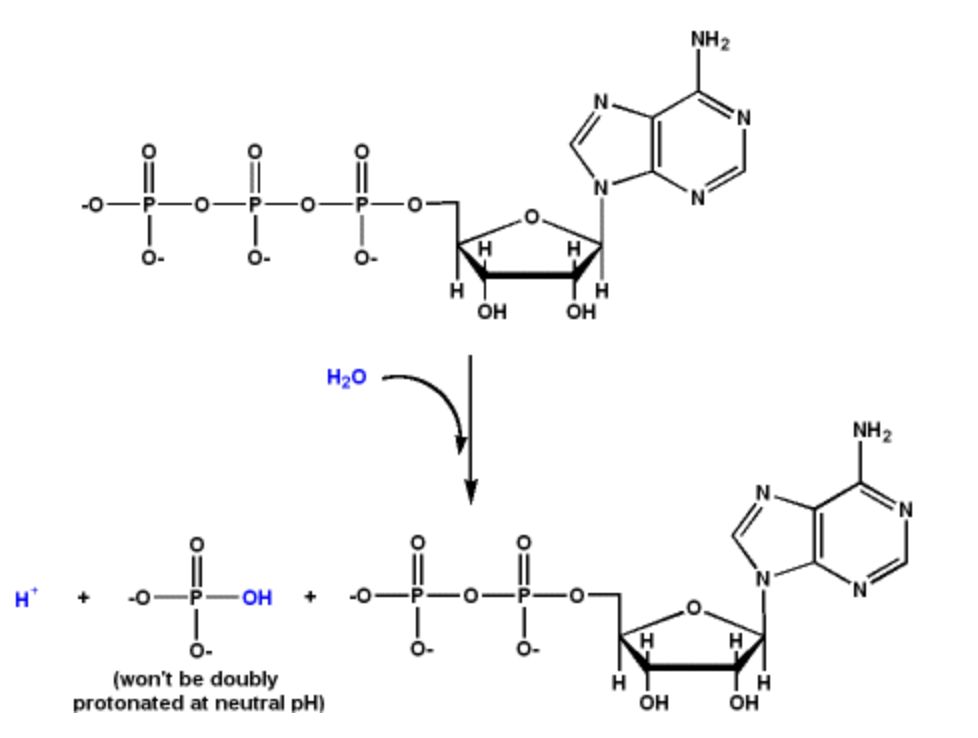 NH₂
N
N
O O O
N
N
-O P O P O P O
O
O- O- O-
H H
H H
OH OH
H₂O
NH₂
N
N
O O O
N
N
H⁺ + -O P OH + -O P O P O
O
O- O- O-
H H
(won't be doubly
H H
protonated at neutral pH)
OH OH